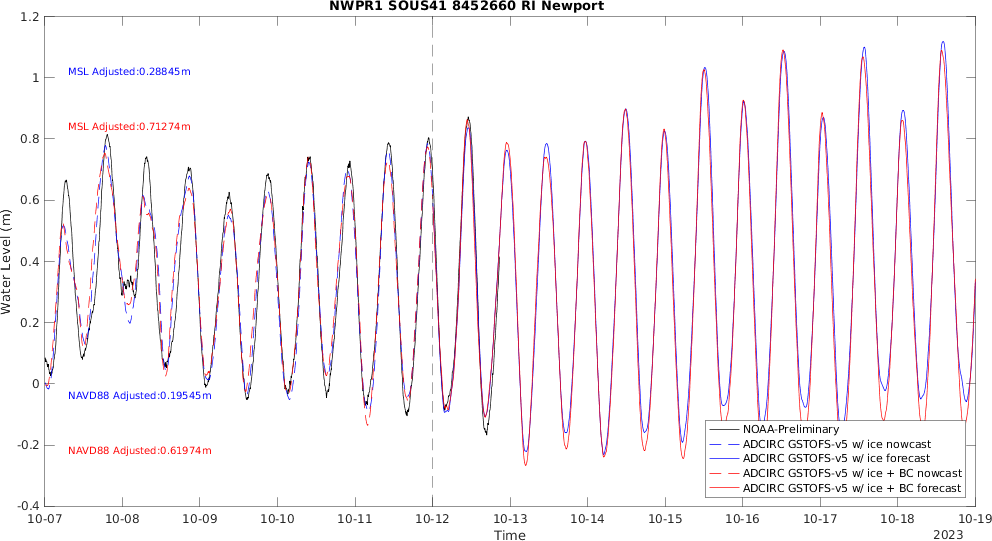 NWPR1 SOUS41 8452660 RI Newport
1.2
1
0.8
0.6
0.4
0.2
0
-0.2
-0.4
Water Level (m)
MSL Adjusted:0.28845m
MSL Adjusted:0.71274m
NAVD88 Adjusted:0.19545m
NAVD88 Adjusted:0.61974m
NOAA-Preliminary
ADCIRC GSTOFS-v5 w/ ice nowcast
ADCIRC GSTOFS-v5 w/ ice forecast
ADCIRC GSTOFS-v5 w/ ice + BC nowcast
ADCIRC GSTOFS-v5 w/ ice + BC forecast
10-07 10-08 10-09 10-10 10-11 10-12 10-13 10-14 10-15 10-16 10-17 10-18 10-19
Time
2023